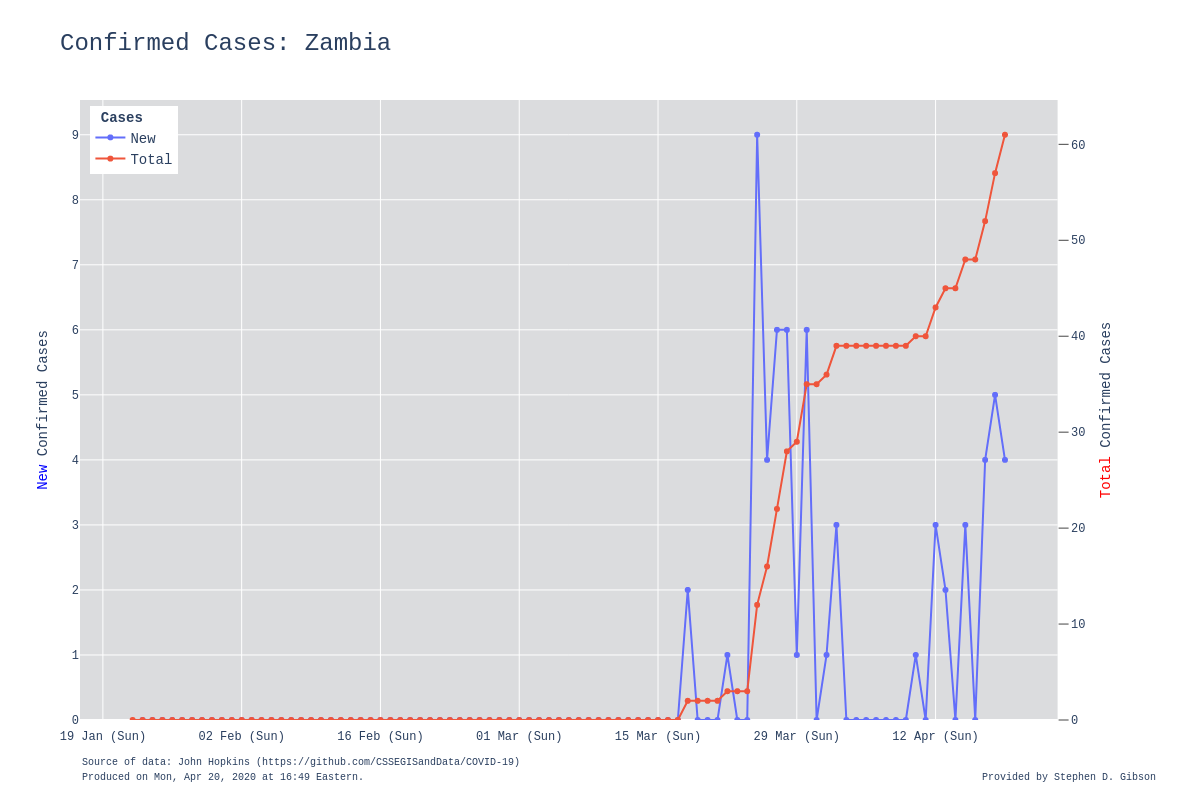 Confirmed Cases: Zambia
Cases
New
Total
9
8
7
6
5
4
3
2
1
0
New Confirmed Cases
60
50
40
30
20
10
0
Total Confirmed Cases
19 Jan (Sun)
02 Feb (Sun)
16 Feb (Sun)
01 Mar (Sun)
15 Mar (Sun)
29 Mar (Sun)
12 Apr (Sun)
Source of data: John Hopkins (https://github.com/CSSEGISandData/COVID-19)
Produced on Mon, Apr 20, 2020 at 16:49 Eastern.
Provided by Stephen D. Gibson